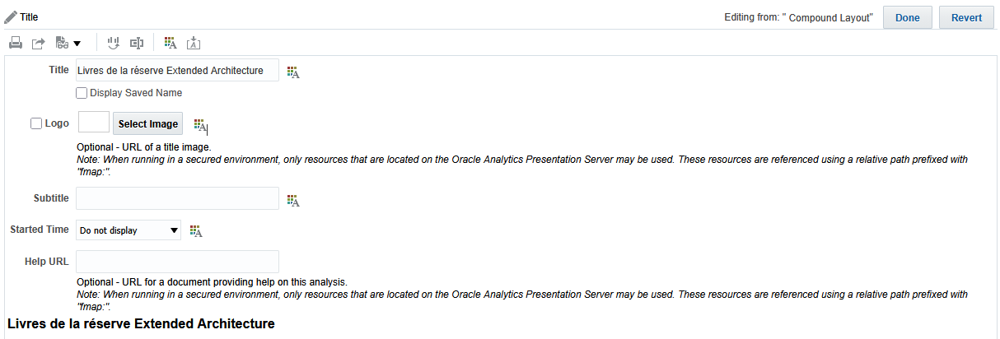 Title
Editing from: " Compound Layout"
Done
Revert
Title
Livres de la réserve Extended Architecture
Display Saved Name
Logo
Select Image
Optional - URL of a title image.
Note: When running in a secured environment, only resources that are located on the Oracle Analytics Presentation Server may be used. These resources are referenced using a relative path prefixed with
"fmap:".
Subtitle
Started Time
Do not display
Help URL
Optional - URL for a document providing help on this analysis.
Note: When running in a secured environment, only resources that are located on the Oracle Analytics Presentation Server may be used. These resources are referenced using a relative path prefixed with
"fmap:".
Livres de la réserve Extended Architecture